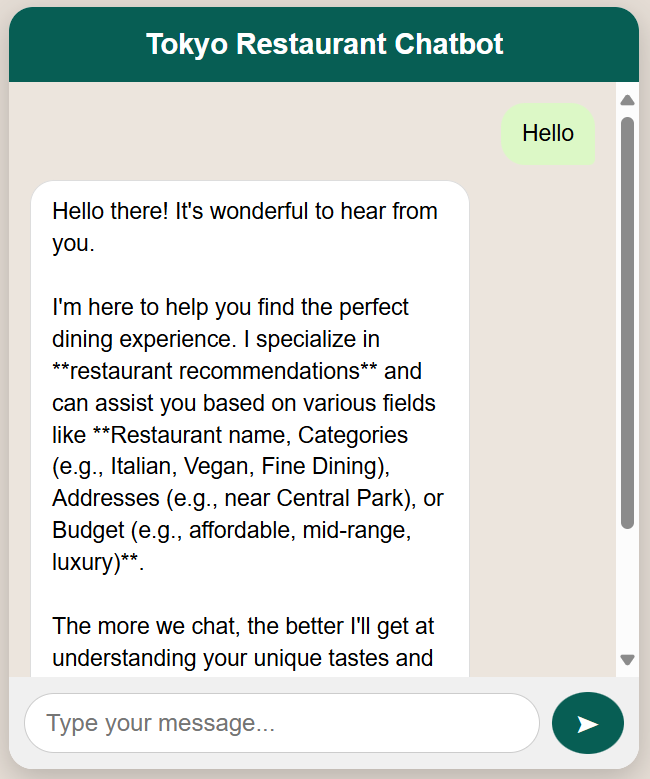 Tokyo Restaurant Chatbot
Hello
Hello there! It's wonderful to hear from
you.
I'm here to help you find the perfect
dining experience. I specialize in
**restaurant recommendations** and
can assist you based on various fields
like **Restaurant name, Categories
(e.g., Italian, Vegan, Fine Dining),
Addresses (e.g., near Central Park), or
Budget (e.g., affordable, mid-range,
luxury)**.
The more we chat, the better I'll get at
understanding your unique tastes and
Type your message...